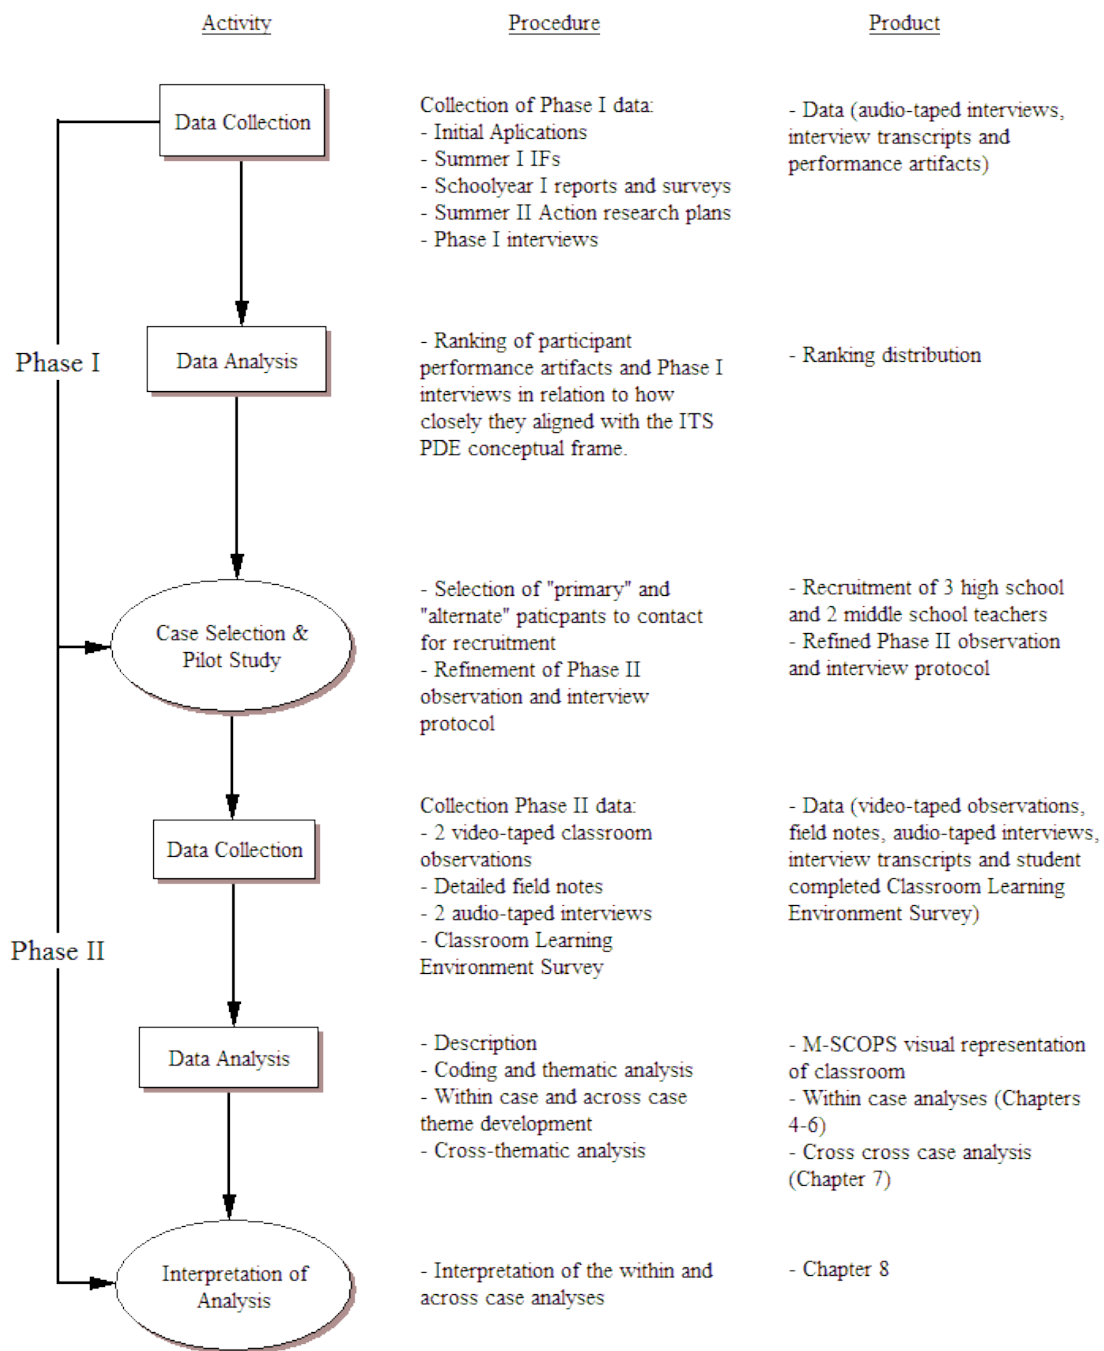 Activity
Procedure
Product
Data Collection
Collection of Phase I data:
- Initial Aplications
- Summer I IFs
- Schoolyear I reports and surveys
- Summer II Action research plans
- Phase I interviews
- Data (audio-taped interviews,
interview transcripts and
performance artifacts)
Phase I
Data Analysis
- Ranking of participant
performance artifacts and Phase I
interviews in relation to how
closely they aligned with the ITS
PDE conceptual frame.
- Ranking distribution
Case Selection &
Pilot Study
- Selection of "primary" and
"alternate" paticpants to contact
for recruitment
- Refinement of Phase II
observation and interview
protocol
- Recruitment of 3 high school
and 2 middle school teachers
- Refined Phase II observation
and interview protocol
Data Collection
Collection Phase II data:
- 2 video-taped classroom
observations
- Detailed field notes
- 2 audio-taped interviews
- Classroom Learning
Environment Survey
- Data (video-taped observations,
field notes, audio-taped interviews,
interview transcripts and student
completed Classroom Learning
Environment Survey)
Phase II
Data Analysis
- Description
- Coding and thematic analysis
- Within case and across case
theme development
- Cross-thematic analysis
- M-SCOPS visual representation
of classroom
- Within case analyses (Chapters
4-6)
- Cross cross case analysis
(Chapter 7)
Interpretation of
Analysis
- Interpretation of the within and
across case analyses
- Chapter 8